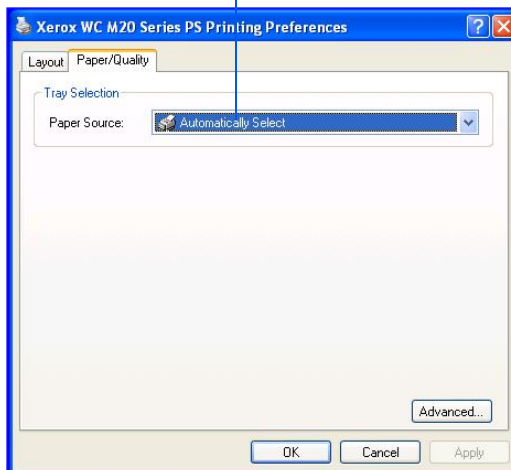 Xerox WC M20 Series PS Printing Preferences
Layout Paper/Quality
Tray Selection
Paper Source: Automatically Select
Advanced...
OK Cancel Apply